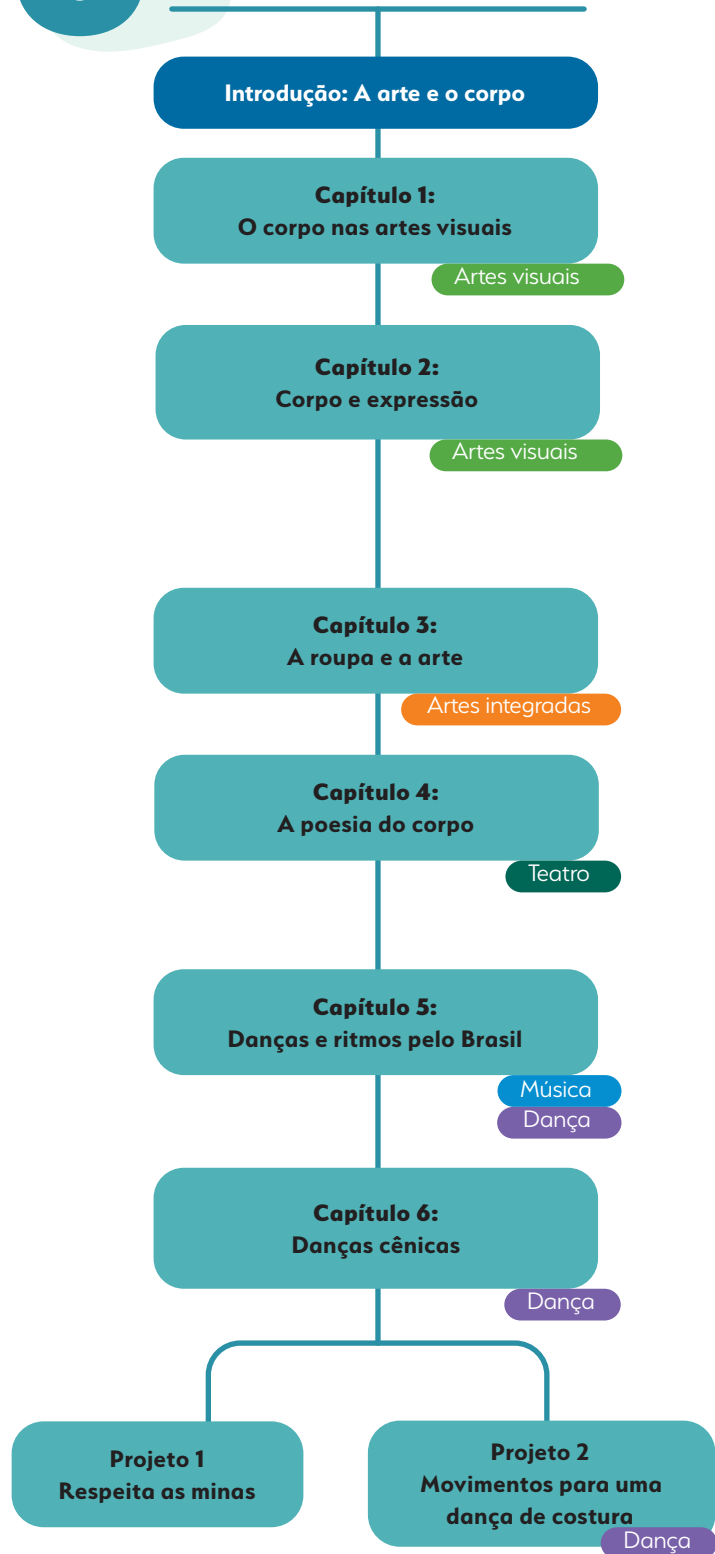 Introdução: A arte e o corpo
Capítulo 1:
O corpo nas artes visuais
Artes visuais
Capítulo 2:
Corpo e expressão
Artes visuais
Capítulo 3:
A roupa e a arte
Artes integradas
Capítulo 4:
A poesia do corpo
Teatro
Capítulo 5:
Danças e ritmos pelo Brasil
Música
Dança
Capítulo 6:
Danças cênicas
Dança
Projeto 1
Respeita as minas
Projeto 2
Movimentos para uma
dança de costura
Dança